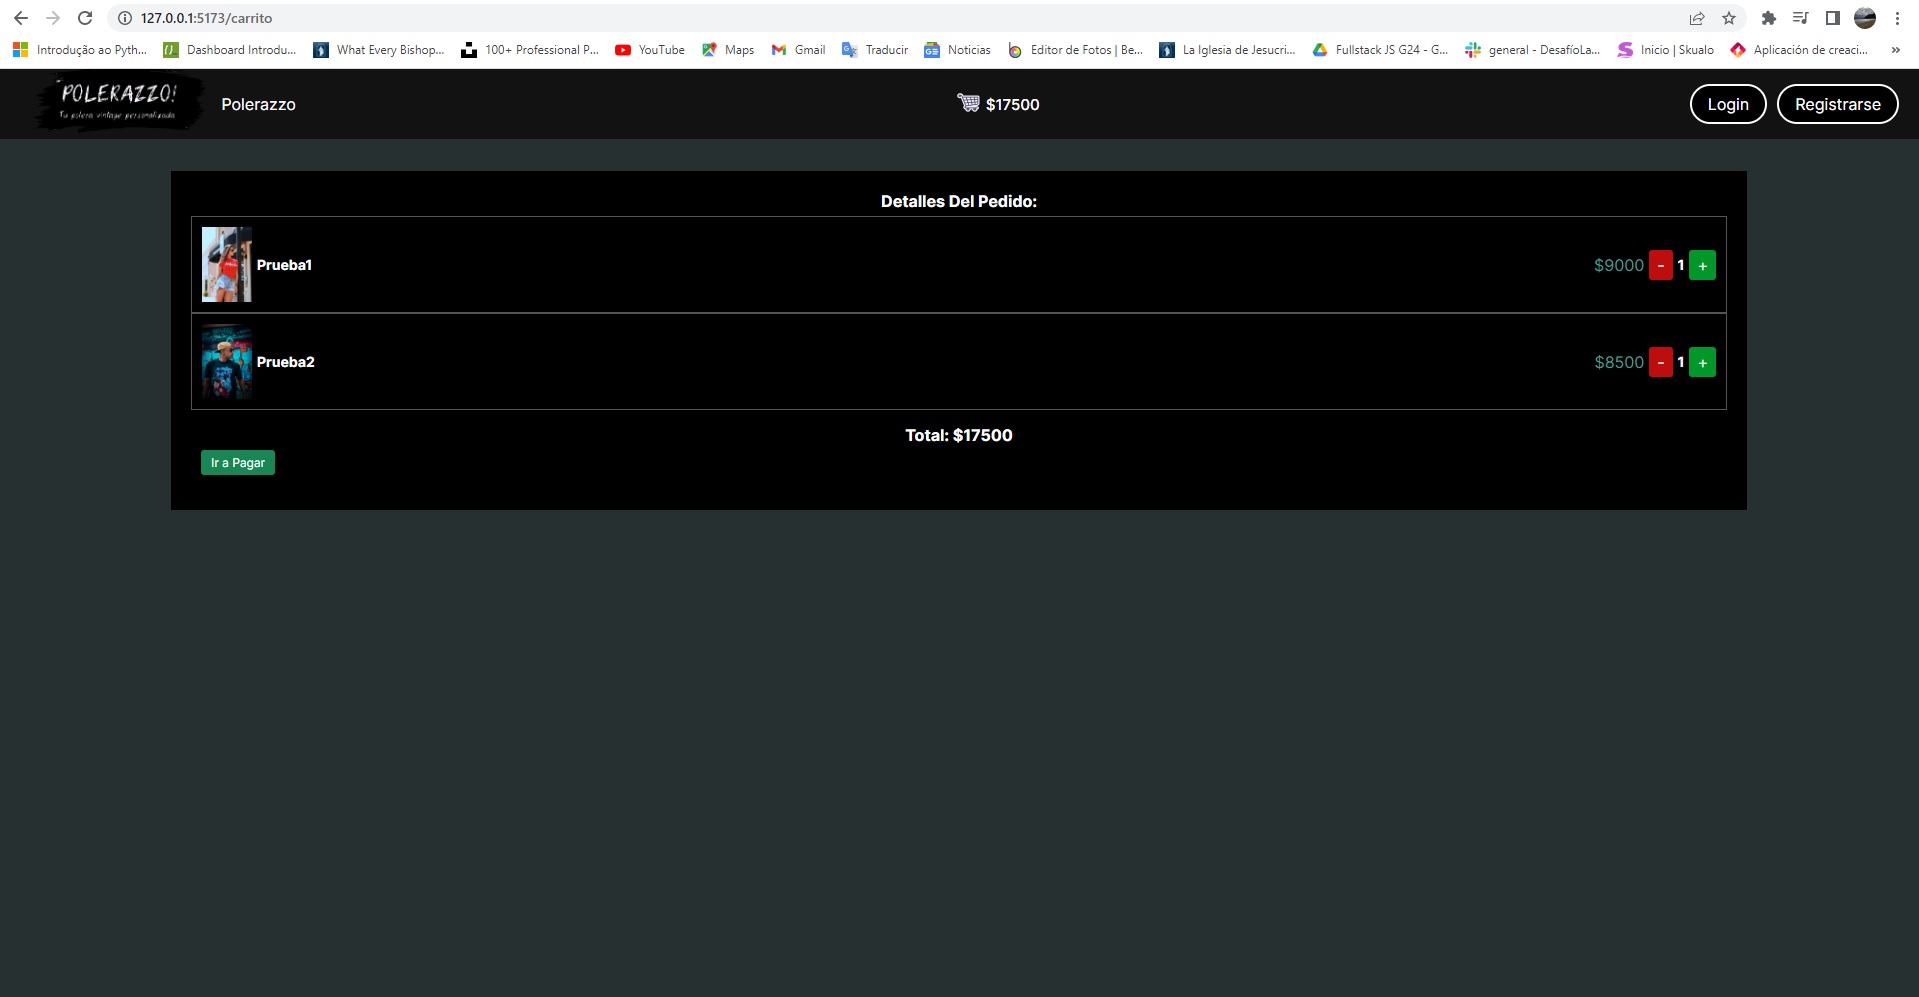 127.0.0.1:5173/carrito
Introdução ao Pyth... Dashboard Introdu... What Every Bishop... 100+ Professional P... YouTube Maps Gmail Traducir Noticias Editor de Fotos | Be... La Iglesia de Jesucri... Fullstack JS G24 - G... general - DesafíoLa... Inicio | Skualo Aplicación de creaci... »
POLERAZZO!
Tu polera vintage personalizada
Polerazzo
$17500
Login
Registrarse
Detalles Del Pedido:
Prueba1 $9000 - 1 +
Prueba2 $8500 - 1 +
Total: $17500
Ir a Pagar